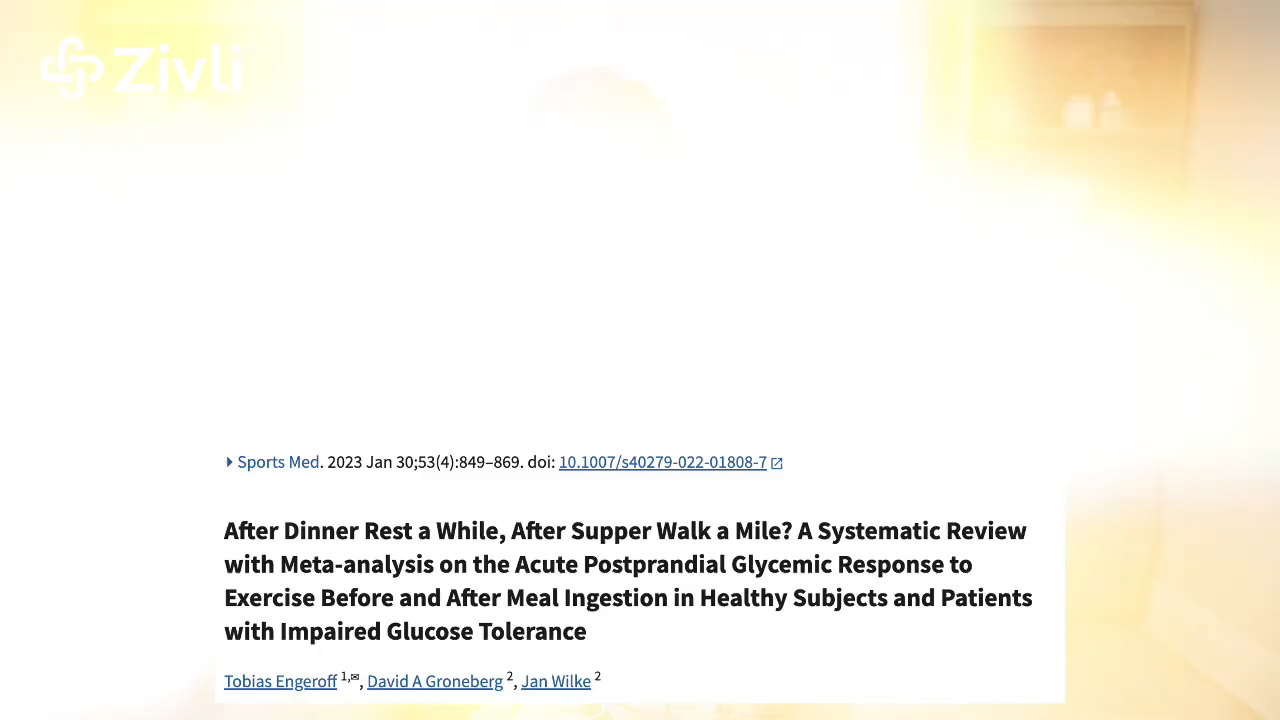 Zivli
Sports Med. 2023 Jan 30;53(4):849–869. doi: 10.1007/s40279-022-01808-7
After Dinner Rest a While, After Supper Walk a Mile? A Systematic Review
with Meta-analysis on the Acute Postprandial Glycemic Response to
Exercise Before and After Meal Ingestion in Healthy Subjects and Patients
with Impaired Glucose Tolerance
Tobias Engeroff 1,✉, David A Groneberg 2, Jan Wilke 2